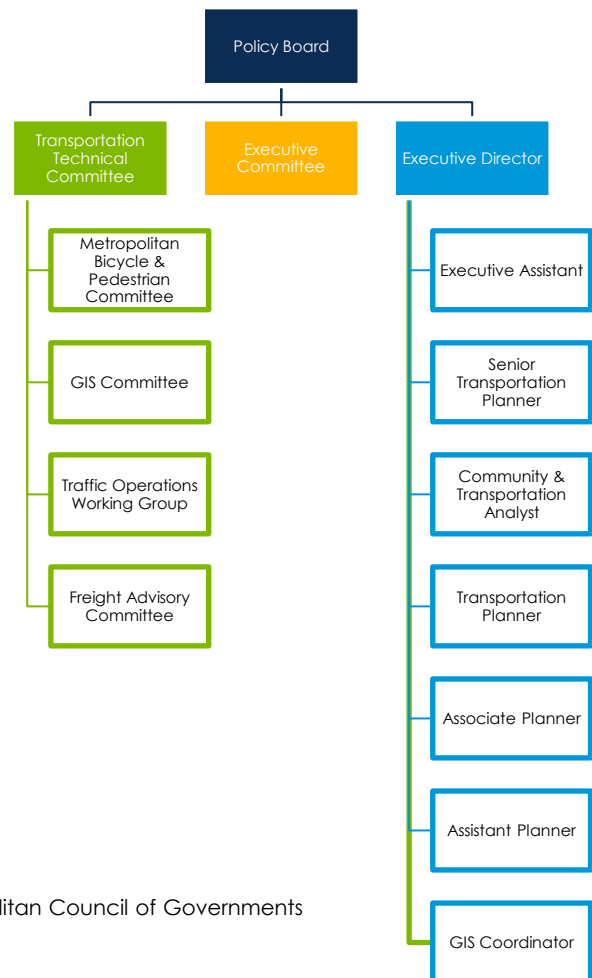 Policy Board
Transportation
Technical
Committee
Executive
Committee
Executive Director
Metropolitan
Bicycle &
Pedestrian
Committee
GIS Committee
Traffic Operations
Working Group
Freight Advisory
Committee
Executive Assistant
Senior
Transportation
Planner
Community &
Transportation
Analyst
Transportation
Planner
Associate Planner
Assistant Planner
GIS Coordinator
litan Council of Governments